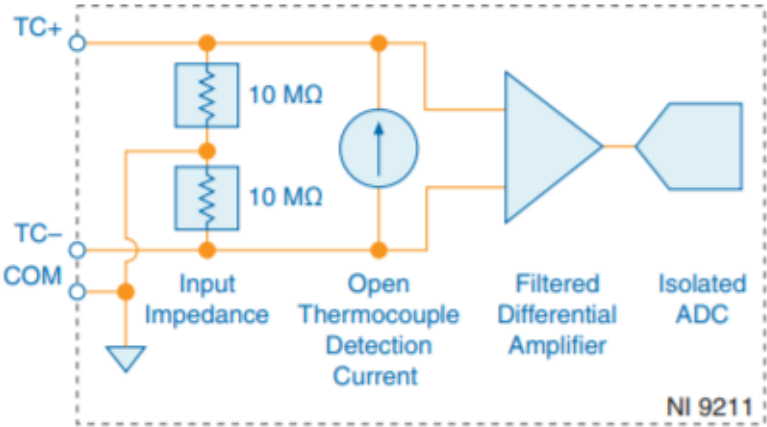 TC+
10 MΩ
10 MΩ
TC–
COM
Input
Impedance
Open
Thermocouple
Detection
Current
Filtered
Differential
Amplifier
Isolated
ADC
NI 9211